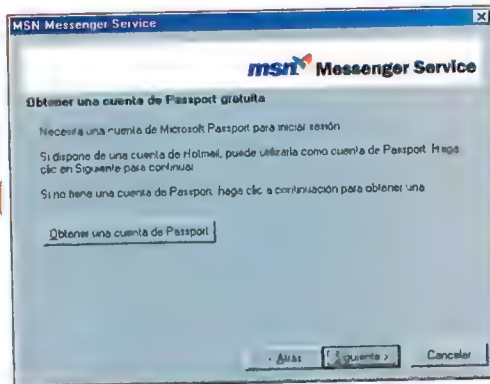 MSN Messenger Service
msn Messenger Service
Obtener una cuenta de Passport gratuita
Necesita una cuenta de Microsoft Passport para iniciar sesión
Si dispone de una cuenta de Hotmail, puede utilizarla como cuenta de Passport. Haga
clic en Siguiente para continuar
Si no tiene una cuenta de Passport, haga clic a continuación para obtener una
Obtener una cuenta de Passport
< Atrás Siguiente > Cancelar